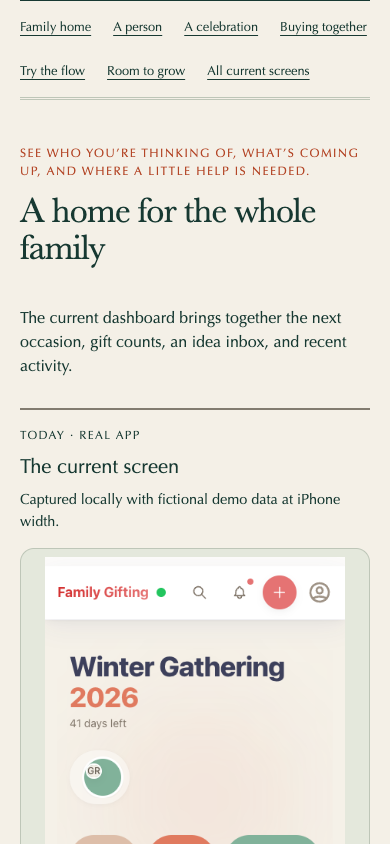 Family home A person A celebration Buying together
Try the flow Room to grow All current screens
SEE WHO YOU’RE THINKING OF, WHAT’S COMING
UP, AND WHERE A LITTLE HELP IS NEEDED.
A home for the whole
family
The current dashboard brings together the next
occasion, gift counts, an idea inbox, and recent
activity.
TODAY · REAL APP
The current screen
Captured locally with fictional demo data at iPhone
width.
Family Gifting
Winter Gathering
2026
41 days left
GR